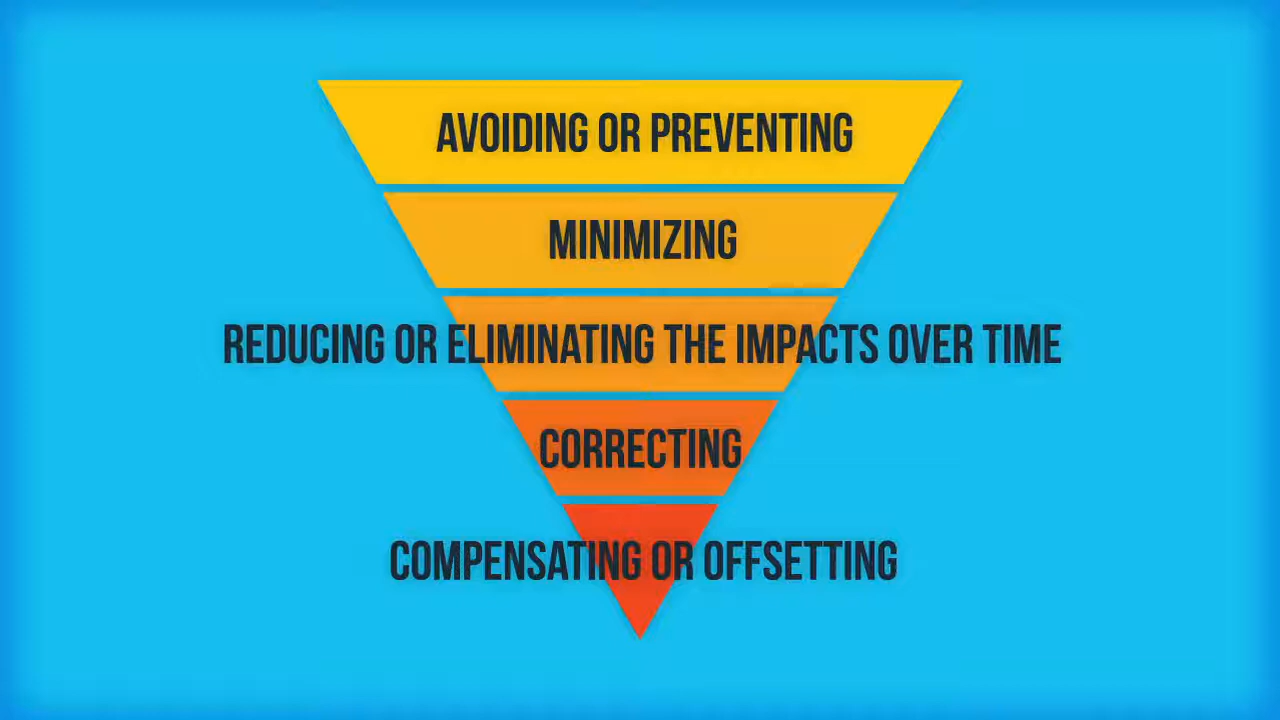 AVOIDING OR PREVENTING
MINIMIZING
REDUCING OR ELIMINATING THE IMPACTS OVER TIME
CORRECTING
COMPENSATING OR OFFSETTING